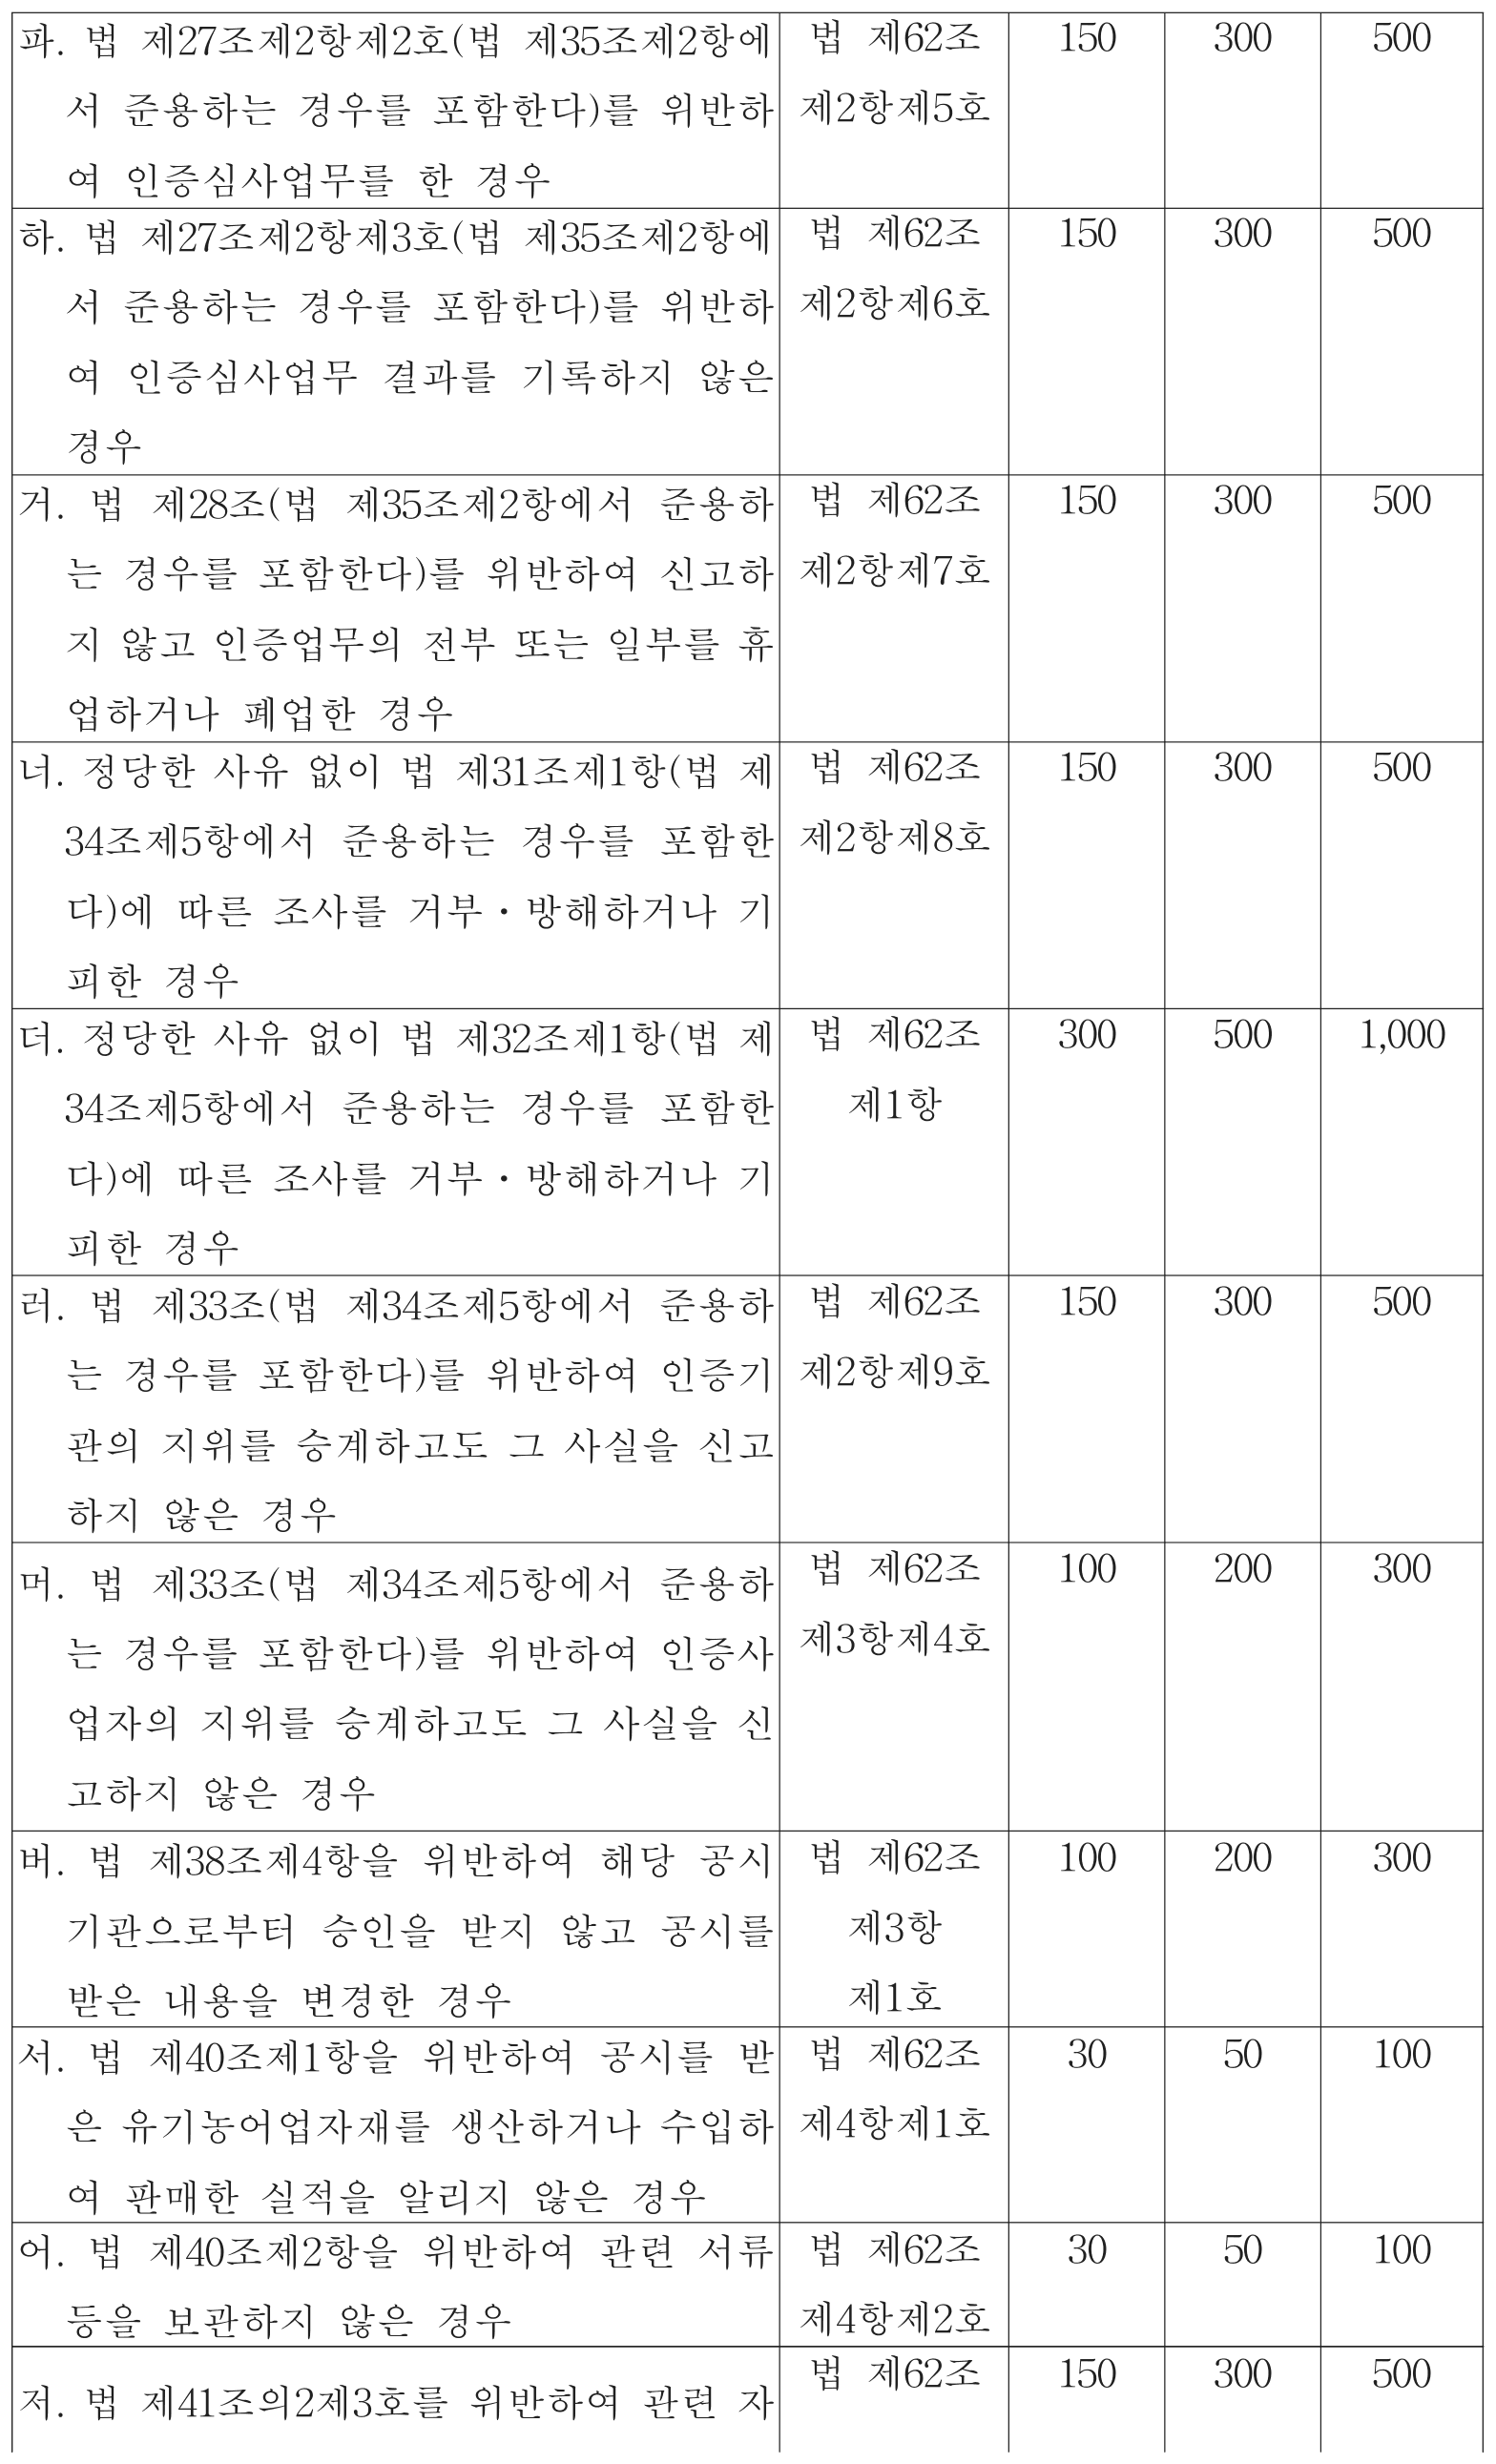 파. 법 제27조제2항제2호(법 제35조제2항에 법 제62조 150 300 500
서 준용하는 경우를 포함한다)를 위반하 제2항제5호
여 인증심사업무를 한 경우
하. 법 제27조제2항제3호(법 제35조제2항에 법 제62조 150 300 500
서 준용하는 경우를 포함한다)를 위반하 제2항제6호
여 인증심사업무 결과를 기록하지 않은
경우
거. 법 제28조(법 제35조제2항에서 준용하 법 제62조 150 300 500
는 경우를 포함한다)를 위반하여 신고하 제2항제7호
지 않고 인증업무의 전부 또는 일부를 휴
업하거나 폐업한 경우
너. 정당한 사유 없이 법 제31조제1항(법 제 법 제62조 150 300 500
34조제5항에서 준용하는 경우를 포함한 제2항제8호
다)에 따른 조사를 거부·방해하거나 기
피한 경우
더. 정당한 사유 없이 법 제32조제1항(법 제 법 제62조 300 500 1,000
34조제5항에서 준용하는 경우를 포함한 제1항
다)에 따른 조사를 거부·방해하거나 기
피한 경우
러. 법 제33조(법 제34조제5항에서 준용하 법 제62조 150 300 500
는 경우를 포함한다)를 위반하여 인증기 제2항제9호
관의 지위를 승계하고도 그 사실을 신고
하지 않은 경우
머. 법 제33조(법 제34조제5항에서 준용하 법 제62조 100 200 300
는 경우를 포함한다)를 위반하여 인증사 제3항제4호
업자의 지위를 승계하고도 그 사실을 신
고하지 않은 경우
버. 법 제38조제4항을 위반하여 해당 공시 법 제62조 100 200 300
기관으로부터 승인을 받지 않고 공시를 제3항
받은 내용을 변경한 경우 제1호
서. 법 제40조제1항을 위반하여 공시를 받 법 제62조 30 50 100
은 유기농어업자재를 생산하거나 수입하 제4항제1호
여 판매한 실적을 알리지 않은 경우
어. 법 제40조제2항을 위반하여 관련 서류 법 제62조 30 50 100
등을 보관하지 않은 경우 제4항제2호
저. 법 제41조의2제3호를 위반하여 관련 자 법 제62조 150 300 500